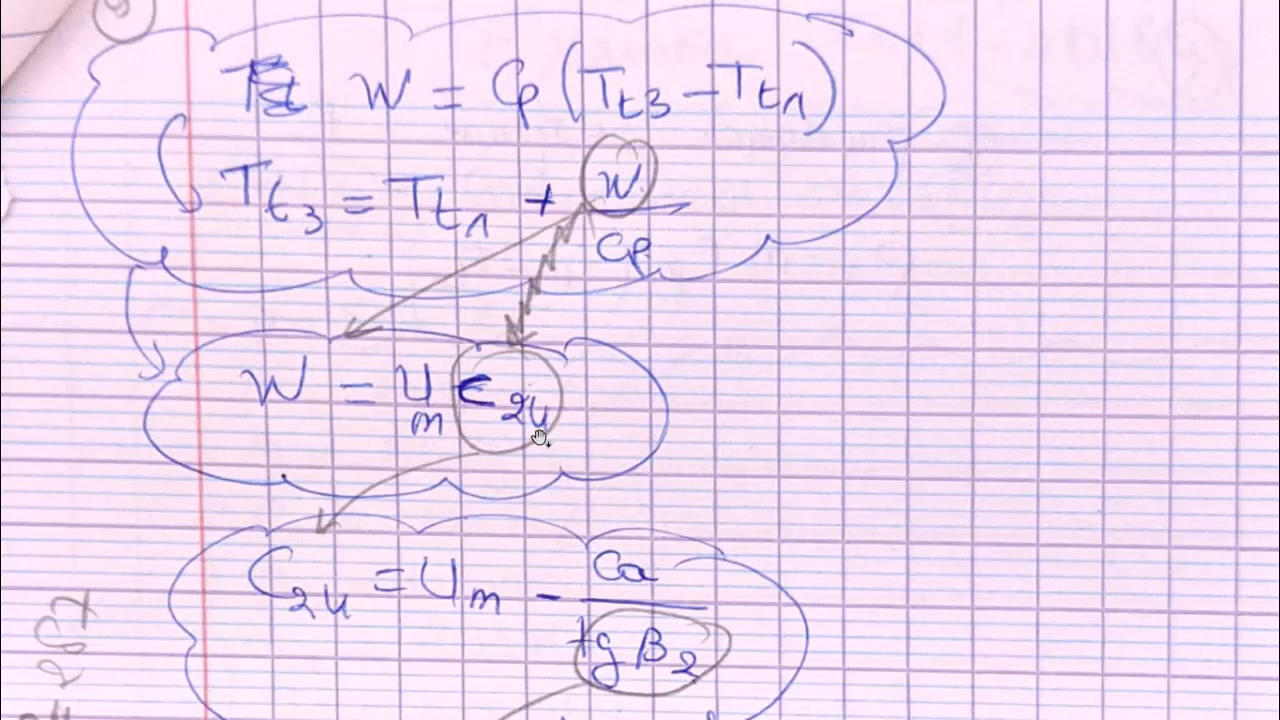 W = Cp (Tt3 - Tt1)
Tt3 = Tt1 + W / Cp
W = Um C2u
C2u = Um - Ca / tg β2